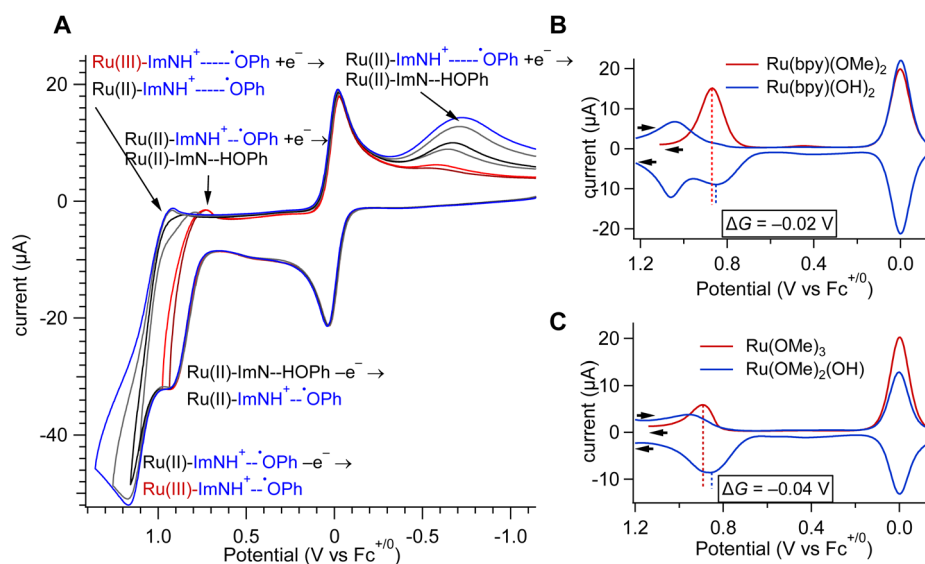 A
Ru(III)-ImNH+-----•OPh +e− →
Ru(II)-ImNH+-----•OPh
Ru(II)-ImNH+-----•OPh +e− →
Ru(II)-ImN--HOPh
Ru(II)-ImNH+--•OPh +e− →
Ru(II)-ImN--HOPh
Ru(II)-ImN--HOPh –e− →
Ru(II)-ImNH+--•OPh
Ru(II)-ImNH+--•OPh –e− →
Ru(III)-ImNH+--•OPh
current (µA)
20
0
-20
-40
1.0
0.5
0.0
-0.5
-1.0
Potential (V vs Fc+/0)
B
Ru(bpy)(OMe)2
Ru(bpy)(OH)2
current (µA)
20
10
0
-10
-20
ΔG = –0.02 V
1.2
0.8
0.4
0.0
Potential (V vs Fc+/0)
C
Ru(OMe)3
Ru(OMe)2(OH)
current (µA)
20
10
0
-10
ΔG = –0.04 V
1.2
0.8
0.4
0.0
Potential (V vs Fc+/0)